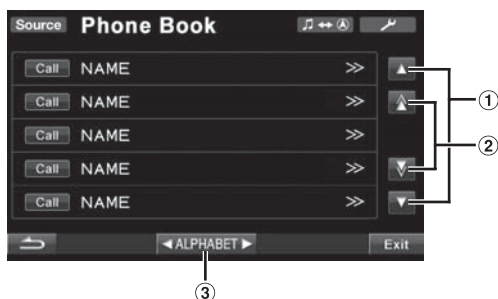 Source Phone Book
Call NAME >>
Call NAME >>
Call NAME >>
Call NAME >>
Call NAME >>
◄ ALPHABET ► Exit
①
②
③